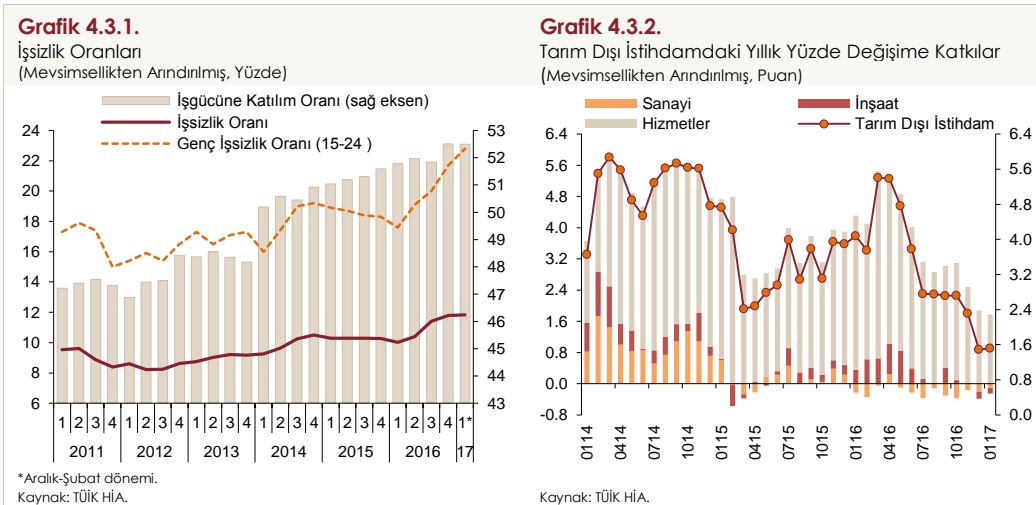 Grafik 4.3.1.
İşsizlik Oranları
(Mevsimsellikten Arındırılmış, Yüzde)
İşgücüne Katılım Oranı (sağ eksen)
İşsizlik Oranı
Genç İşsizlik Oranı (15-24 )
24
22
20
18
16
14
12
10
8
6
53
52
51
50
49
48
47
46
45
44
43
1 2 3 4 1 2 3 4 1 2 3 4 1 2 3 4 1 2 3 4 1 2 3 4 1*
2011 2012 2013 2014 2015 2016 17
*Aralık-Şubat dönemi.
Kaynak: TÜİK HİA.
Grafik 4.3.2.
Tarım Dışı İstihdamdaki Yıllık Yüzde Değişime Katkılar
(Mevsimsellikten Arındırılmış, Puan)
Sanayi İnşaat
Hizmetler Tarım Dışı İstihdam
6.4
5.6
4.8
4.0
3.2
2.4
1.6
0.8
0.0
-0.8
6.4
5.6
4.8
4.0
3.2
2.4
1.6
0.8
0.0
0114 0414 0714 1014 0115 0415 0715 1015 0116 0416 0716 1016 0117
Kaynak: TÜİK HİA.